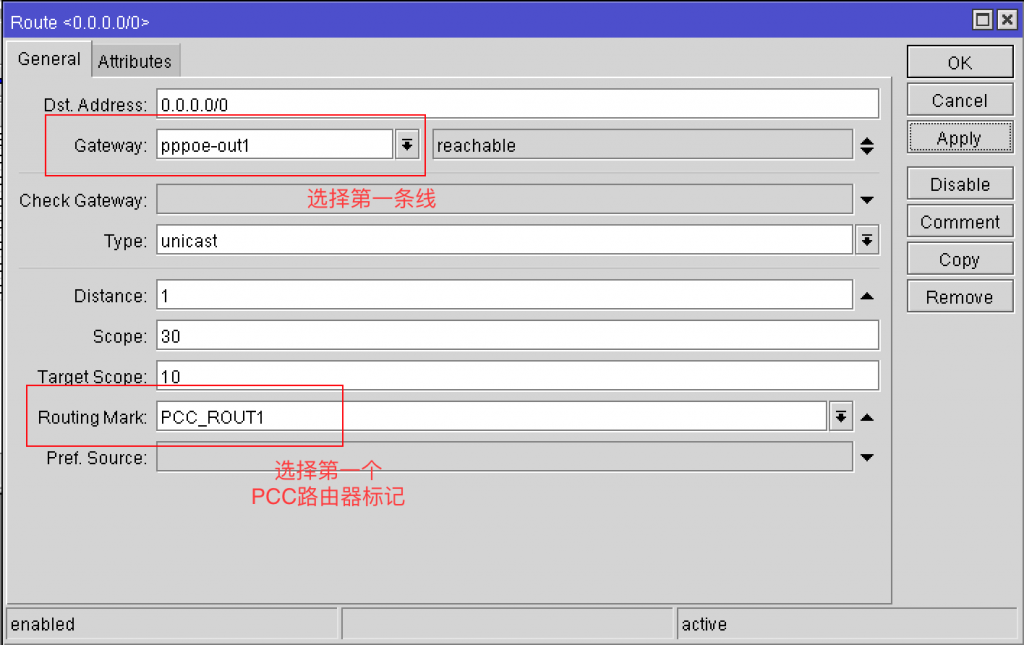 Route <0.0.0.0/0>
General Attributes
Dst. Address: 0.0.0.0/0
Gateway: pppoe-out1 reachable
Check Gateway:
选择第一条线
Type: unicast
Distance: 1
Scope: 30
Target Scope: 10
Routing Mark: PCC_ROUT1
Pref. Source:
选择第一个
PCC路由器标记
OK
Cancel
Apply
Disable
Comment
Copy
Remove
enabled active